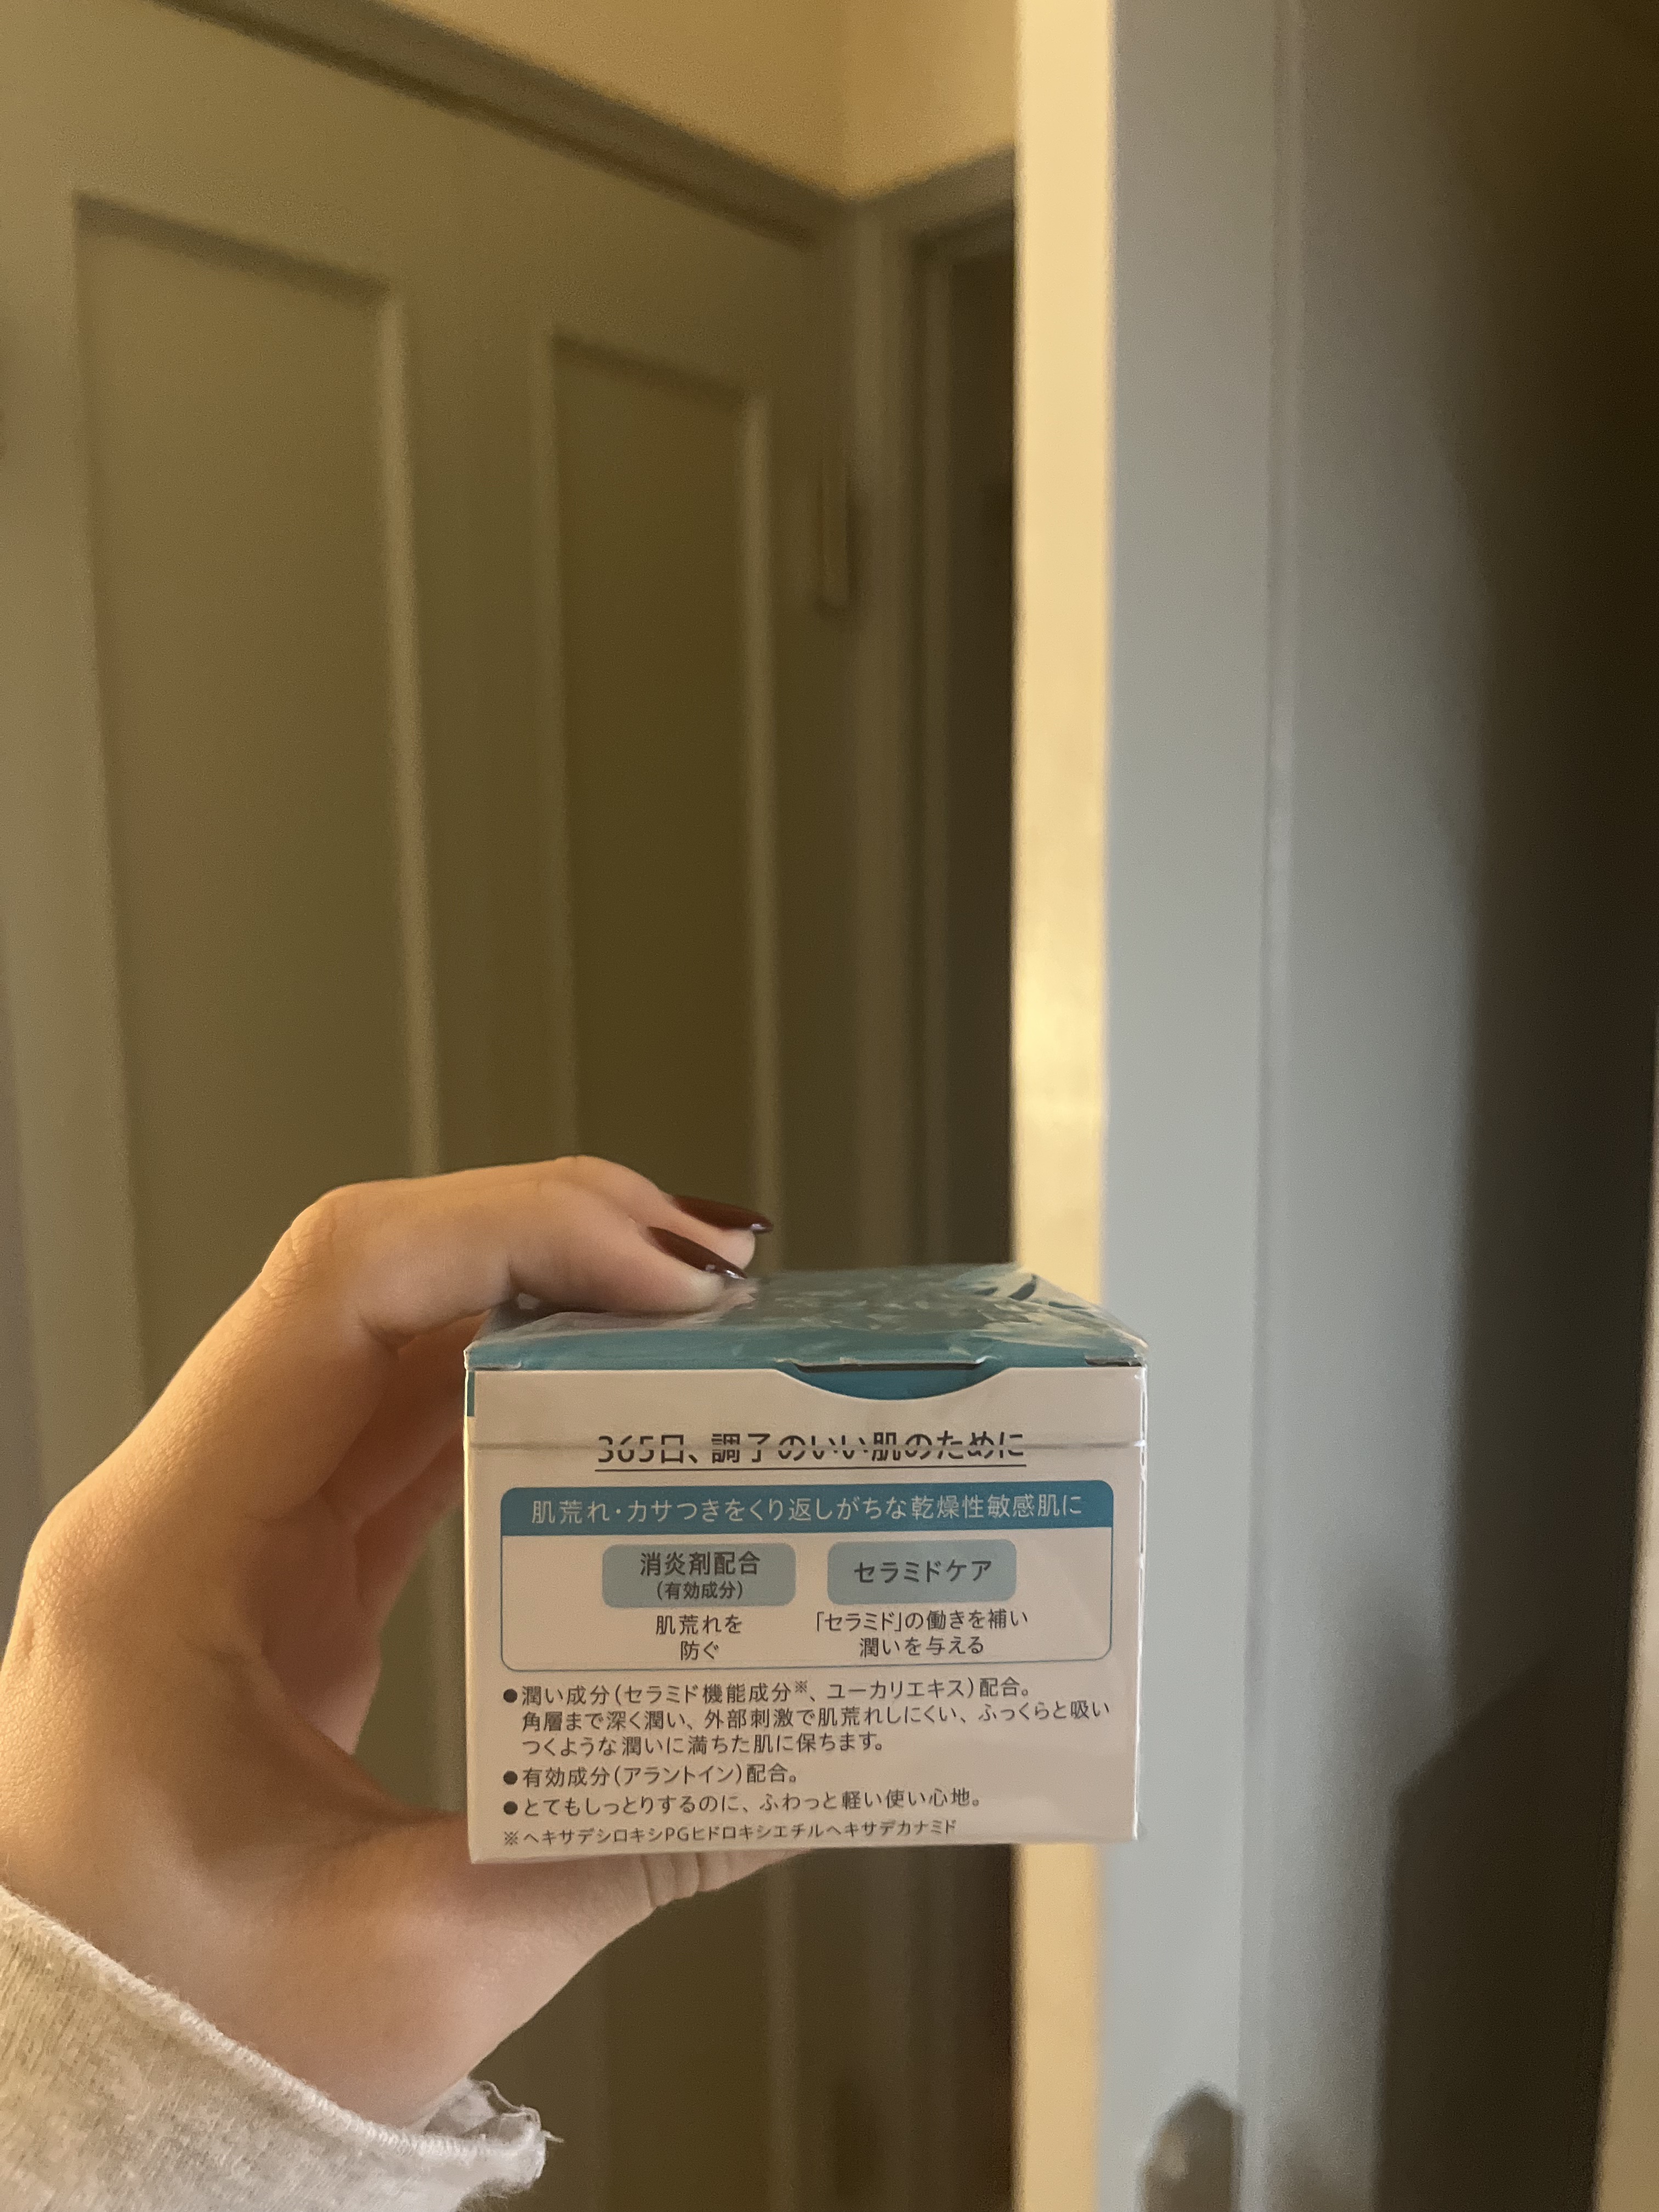 365日、調子のいい肌のために
肌荒れ・カサつきをくり返しがちな乾燥性敏感肌に
消炎剤配合
(有効成分)
肌荒れを
防ぐ
セラミドケア
「セラミド」の働きを補い
潤いを与える
●潤い成分(セラミド機能成分※、ユーカリエキス)配合。
角層まで深く潤い、外部刺激で肌荒れしにくい、ふっくらと吸い
つくような潤いに満ちた肌に保ちます。
●有効成分(アラントイン)配合。
●とてもしっとりするのに、ふわっと軽い使い心地。
※ヘキサデシロキシPGヒドロキシエチルヘキサデカナミド